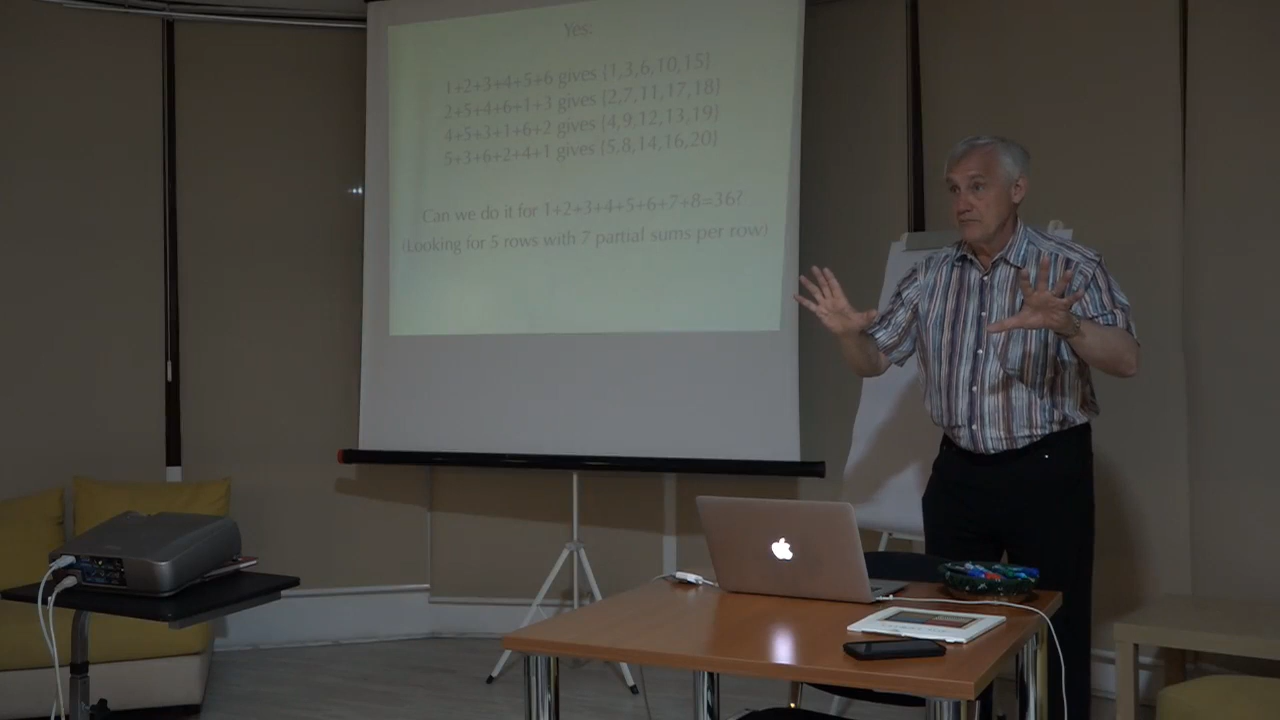 Yes.
1+2+3+4+5+6 gives {1,3,6,10,15}
2+5+4+6+1+3 gives {2,7,11,17,18}
4+5+3+1+6+2 gives {4,9,12,13,19}
5+3+6+2+4+1 gives {5,8,14,16,20}
Can we do it for 1+2+3+4+5+6+7+8=36?
(Looking for 5 rows with 7 partial sums per row)